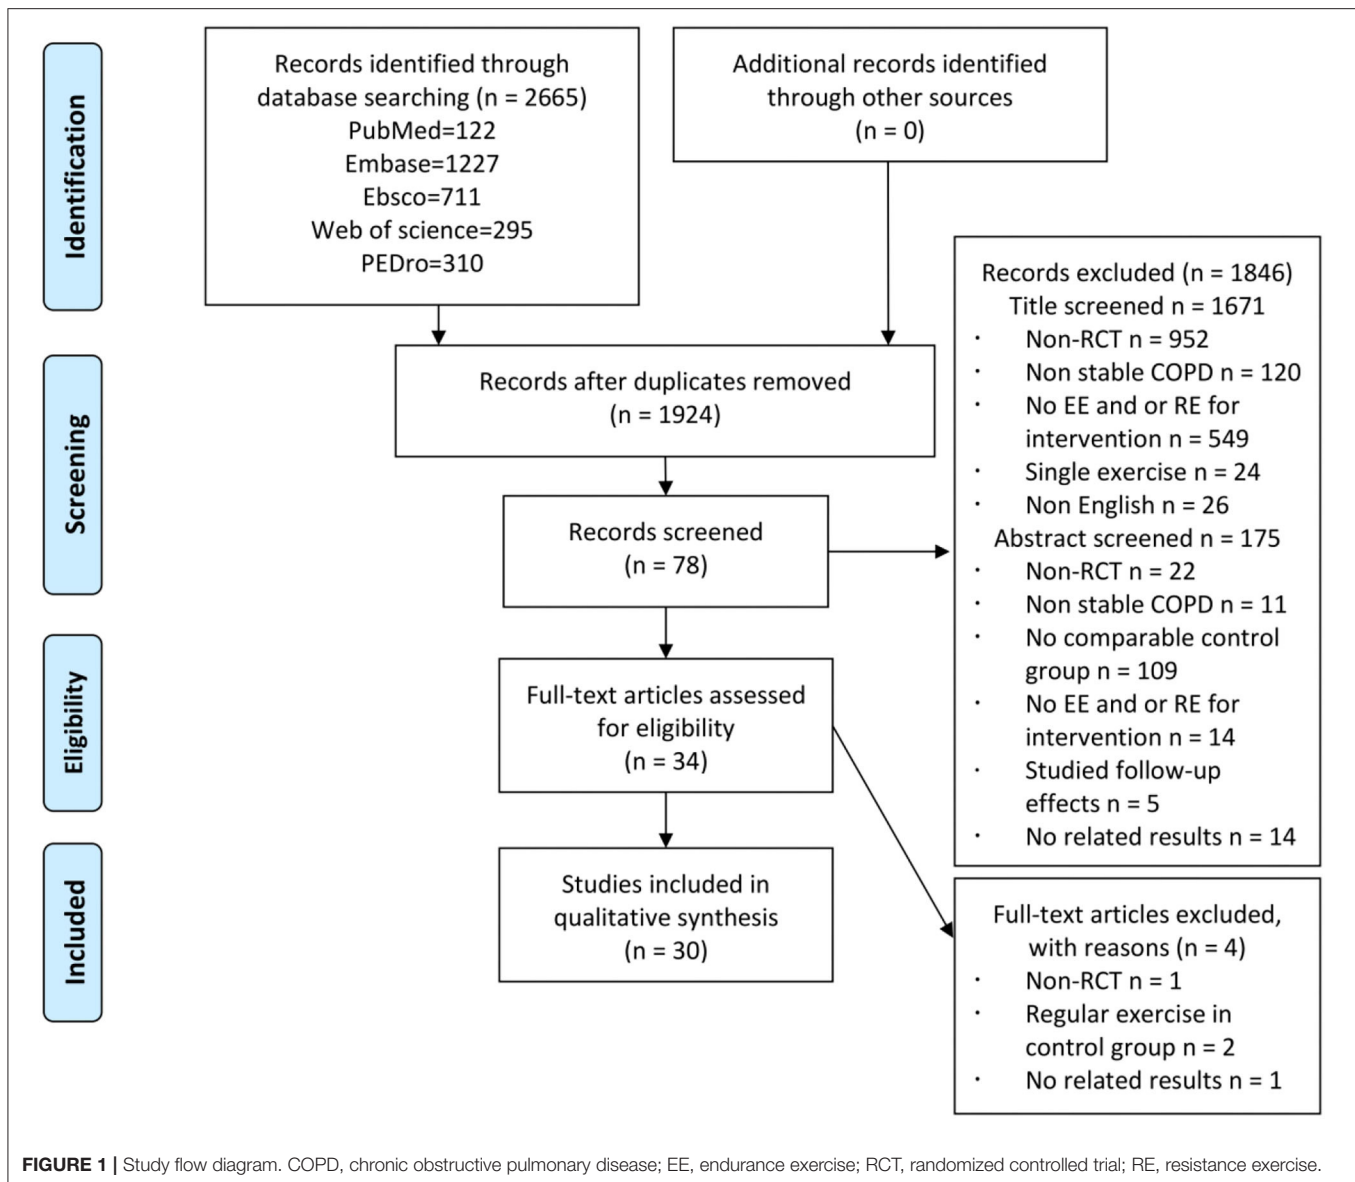 Identification
Records identified through
database searching (n = 2665)
PubMed=122
Embase=1227
Ebsco=711
Web of science=295
PEDro=310
Additional records identified
through other sources
(n = 0)
Screening
Records after duplicates removed
(n = 1924)
Records screened
(n = 78)
Records excluded (n = 1846)
Title screened n = 1671
· Non-RCT n = 952
· Non stable COPD n = 120
· No EE and or RE for
intervention n = 549
· Single exercise n = 24
· Non English n = 26
Abstract screened n = 175
· Non-RCT n = 22
· Non stable COPD n = 11
· No comparable control
group n = 109
· No EE and or RE for
intervention n = 14
· Studied follow-up
effects n = 5
· No related results n = 14
Eligibility
Full-text articles assessed
for eligibility
(n = 34)
Full-text articles excluded,
with reasons (n = 4)
· Non-RCT n = 1
· Regular exercise in
control group n = 2
· No related results n = 1
Included
Studies included in
qualitative synthesis
(n = 30)
FIGURE 1 | Study flow diagram. COPD, chronic obstructive pulmonary disease; EE, endurance exercise; RCT, randomized controlled trial; RE, resistance exercise.